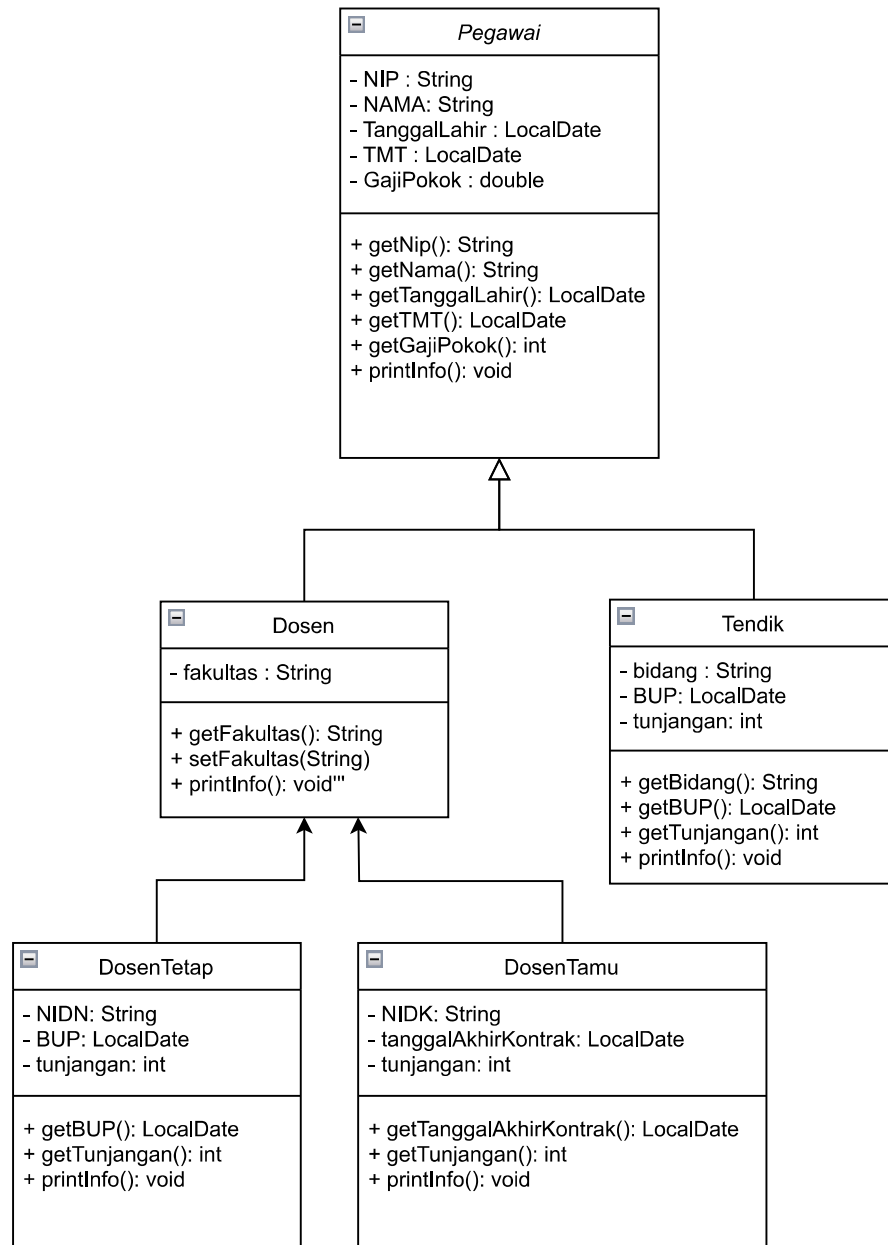 Pegawai
- NIP : String
- NAMA: String
- TanggalLahir : LocalDate
- TMT : LocalDate
- GajiPokok : double
+ getNip(): String
+ getNama(): String
+ getTanggalLahir(): LocalDate
+ getTMT(): LocalDate
+ getGajiPokok(): int
+ printInfo(): void
Dosen
- fakultas : String
+ getFakultas(): String
+ setFakultas(String)
+ printInfo(): void'"
Tendik
- bidang : String
- BUP: LocalDate
- tunjangan: int
+ getBidang(): String
+ getBUP(): LocalDate
+ getTunjangan(): int
+ printInfo(): void
DosenTetap
- NIDN: String
- BUP: LocalDate
- tunjangan: int
+ getBUP(): LocalDate
+ getTunjangan(): int
+ printInfo(): void
DosenTamu
- NIDK: String
- tanggalAkhirKontrak: LocalDate
- tunjangan: int
+ getTanggalAkhirKontrak(): LocalDate
+ getTunjangan(): int
+ printInfo(): void